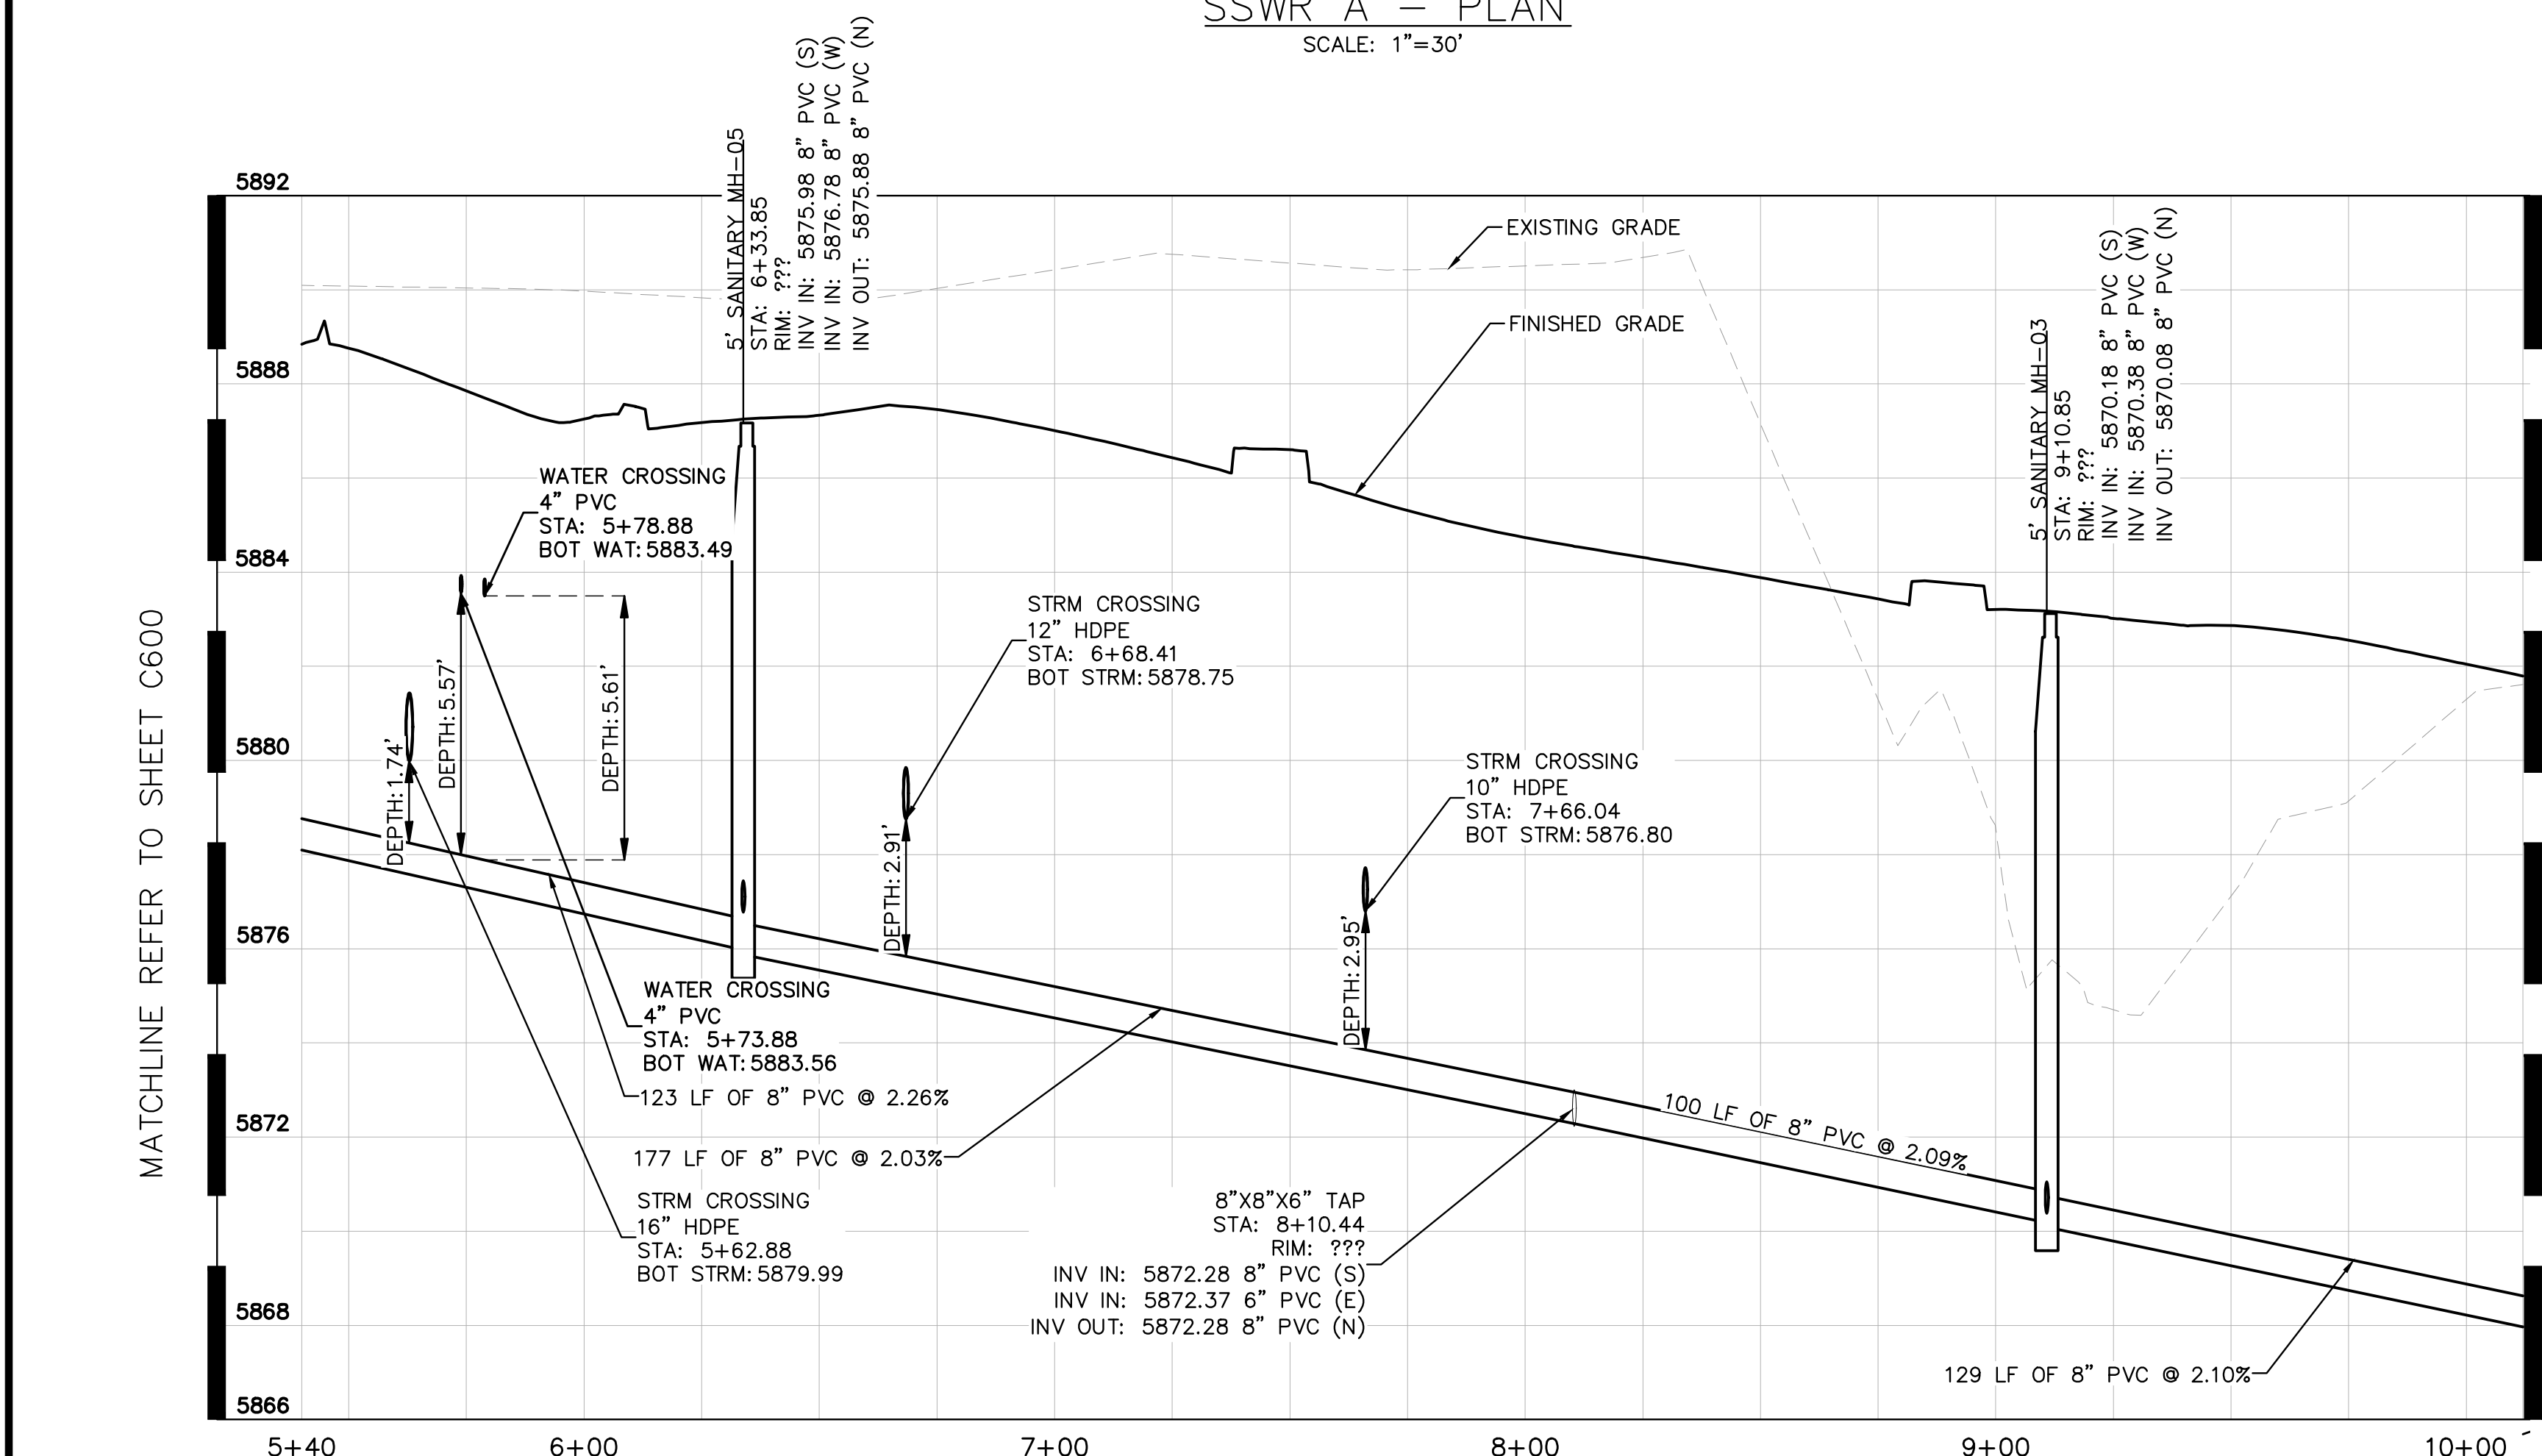 SSWR A – PLAN
SCALE: 1"=30'
5' SANITARY MH-05
STA: 6+33.85
RIM: ???
INV IN: 5875.98 8" PVC (S)
INV IN: 5876.78 8" PVC (W)
INV OUT: 5875.88 8" PVC (N)
5' SANITARY MH-03
STA: 9+10.85
RIM: ???
INV IN: 5870.18 8" PVC (S)
INV IN: 5870.38 8" PVC (W)
INV OUT: 5870.08 8" PVC (N)
EXISTING GRADE
FINISHED GRADE
5892
5888
5884
5880
5876
5872
5868
5866
MATCHLINE REFER TO SHEET C600
WATER CROSSING
4" PVC
STA: 5+78.88
BOT WAT: 5883.49
DEPTH: 1.74'
DEPTH: 5.57'
DEPTH: 5.61'
STRM CROSSING
12" HDPE
STA: 6+68.41
BOT STRM: 5878.75
DEPTH: 2.91'
STRM CROSSING
10" HDPE
STA: 7+66.04
BOT STRM: 5876.80
DEPTH: 2.95'
WATER CROSSING
4" PVC
STA: 5+73.88
BOT WAT: 5883.56
123 LF OF 8" PVC @ 2.26%
177 LF OF 8" PVC @ 2.03%
100 LF OF 8" PVC @ 2.09%
STRM CROSSING
16" HDPE
STA: 5+62.88
BOT STRM: 5879.99
8"X8"X6" TAP
STA: 8+10.44
RIM: ???
INV IN: 5872.28 8" PVC (S)
INV IN: 5872.37 6" PVC (E)
INV OUT: 5872.28 8" PVC (N)
129 LF OF 8" PVC @ 2.10%
5+40
6+00
7+00
8+00
9+00
10+00